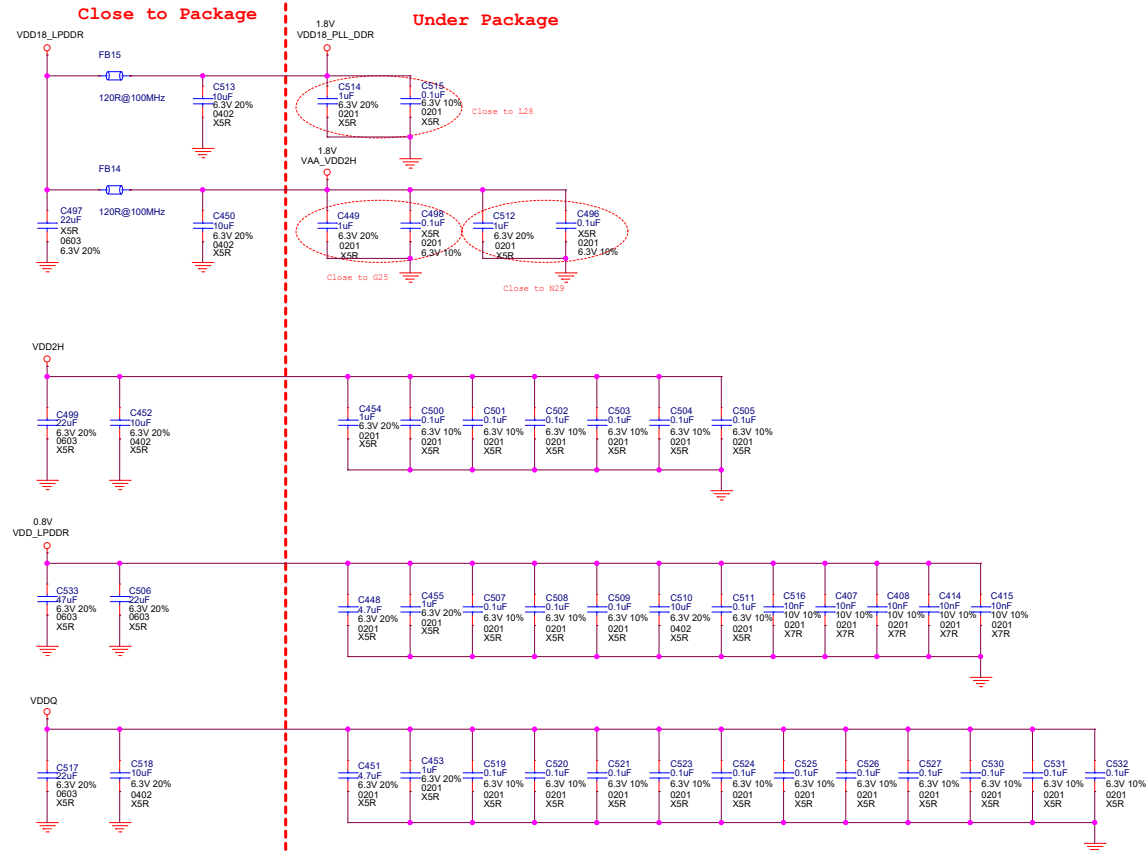 Close to Package
Under Package
VDD18_LPDDR
1.8V
VDD18_PLL_DDR
FB15
120R@100MHz
C513
10uF
6.3V 20%
0402
X5R
C514
1uF
6.3V 20%
0201
X5R
C515
0.1uF
6.3V 10%
0201
X5R
Close to L28
1.8V
VAA_VDD2H
FB14
120R@100MHz
C497
22uF
X5R
0603
6.3V 20%
C450
10uF
6.3V 20%
0402
X5R
C449
1uF
6.3V 20%
0201
X5R
C498
0.1uF
X5R
0201
6.3V 10%
C512
1uF
6.3V 20%
0201
X5R
C496
0.1uF
X5R
0201
6.3V 10%
Close to G25
Close to N29
VDD2H
C499
22uF
6.3V 20%
0603
X5R
C452
10uF
6.3V 20%
0402
X5R
C454
1uF
6.3V 20%
0201
X5R
C500
0.1uF
6.3V 10%
0201
X5R
C501
0.1uF
6.3V 10%
0201
X5R
C502
0.1uF
6.3V 10%
0201
X5R
C503
0.1uF
6.3V 10%
0201
X5R
C504
0.1uF
6.3V 10%
0201
X5R
C505
0.1uF
6.3V 10%
0201
X5R
0.8V
VDD_LPDDR
C533
47uF
6.3V 20%
0603
X5R
C506
22uF
6.3V 20%
0603
X5R
C448
4.7uF
6.3V 20%
0201
X5R
C455
1uF
6.3V 20%
0201
X5R
C507
0.1uF
6.3V 10%
0201
X5R
C508
0.1uF
6.3V 10%
0201
X5R
C509
0.1uF
6.3V 10%
0201
X5R
C510
10uF
6.3V 20%
0402
X5R
C511
0.1uF
6.3V 10%
0201
X5R
C516
10nF
10V 10%
0201
X7R
C407
10nF
10V 10%
0201
X7R
C408
10nF
10V 10%
0201
X7R
C414
10nF
10V 10%
0201
X7R
C415
10nF
10V 10%
0201
X7R
VDDQ
C517
22uF
6.3V 20%
0603
X5R
C518
10uF
6.3V 20%
0402
X5R
C451
4.7uF
6.3V 20%
0201
X5R
C453
1uF
6.3V 20%
0201
X5R
C519
0.1uF
6.3V 10%
0201
X5R
C520
0.1uF
6.3V 10%
0201
X5R
C521
0.1uF
6.3V 10%
0201
X5R
C523
0.1uF
6.3V 10%
0201
X5R
C524
0.1uF
6.3V 10%
0201
X5R
C525
0.1uF
6.3V 10%
0201
X5R
C526
0.1uF
6.3V 10%
0201
X5R
C527
0.1uF
6.3V 10%
0201
X5R
C530
0.1uF
6.3V 10%
0201
X5R
C531
0.1uF
6.3V 10%
0201
X5R
C532
0.1uF
6.3V 10%
0201
X5R